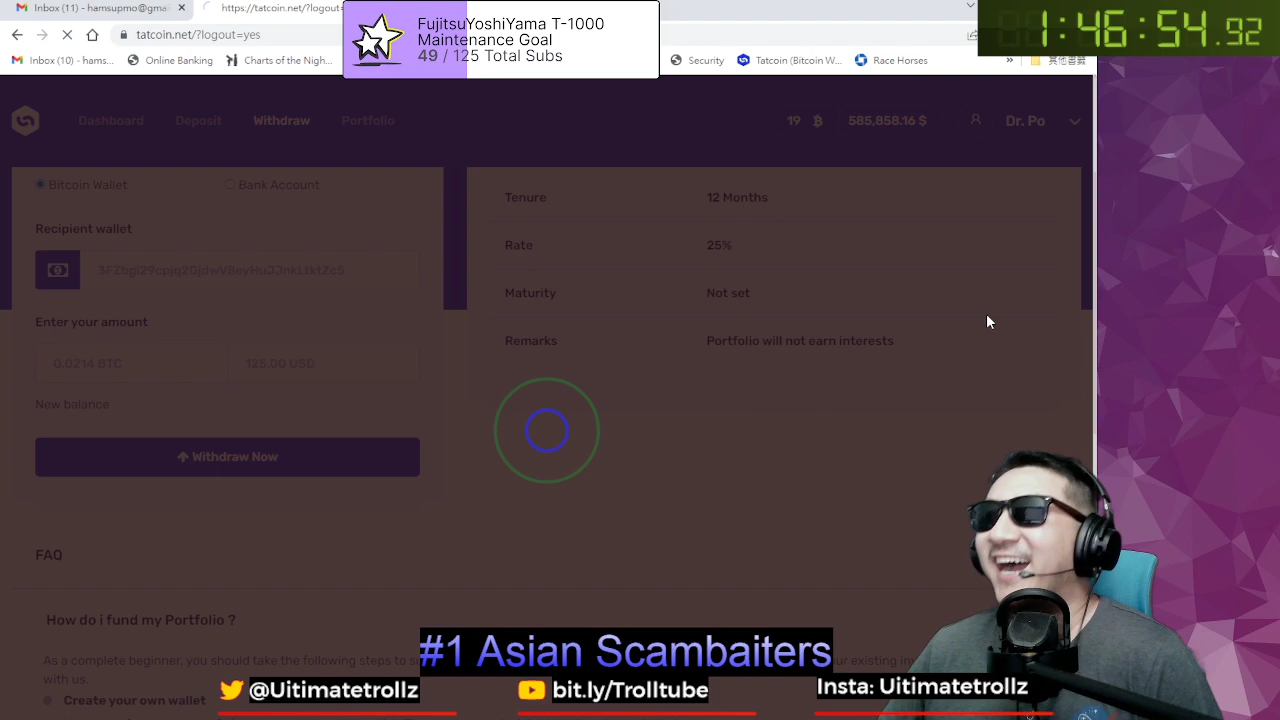 Inbox (11) - hamsupmo@gma
https://tatcoin.net/?logout=
FujitsuYoshiYama T-1000
Maintenance Goal
49 / 125 Total Subs
1:46:54.92
tatcoin.net/?logout=yes
Inbox (10) - hams...
Online Banking
Charts of the Nigh...
Security
Tatcoin (Bitcoin W...
Race Horses
»
其他書籤
Dashboard
Deposit
Withdraw
Portfolio
19
585,858.16 $
Dr. Po
Bitcoin Wallet
Bank Account
Tenure
12 Months
Recipient wallet
Rate
25%
Maturity
Not set
Enter your amount
Remarks
Portfolio will not earn interests
0.0214 BTC
125.00 USD
New balance
Withdraw Now
FAQ
How do i fund my Portfolio ?
As a complete beginner, you should take the following steps to
with us.
Create your own wallet
#1 Asian Scambaiters
@Uitimatetrollz
bit.ly/Trolltube
Insta: Uitimatetrollz